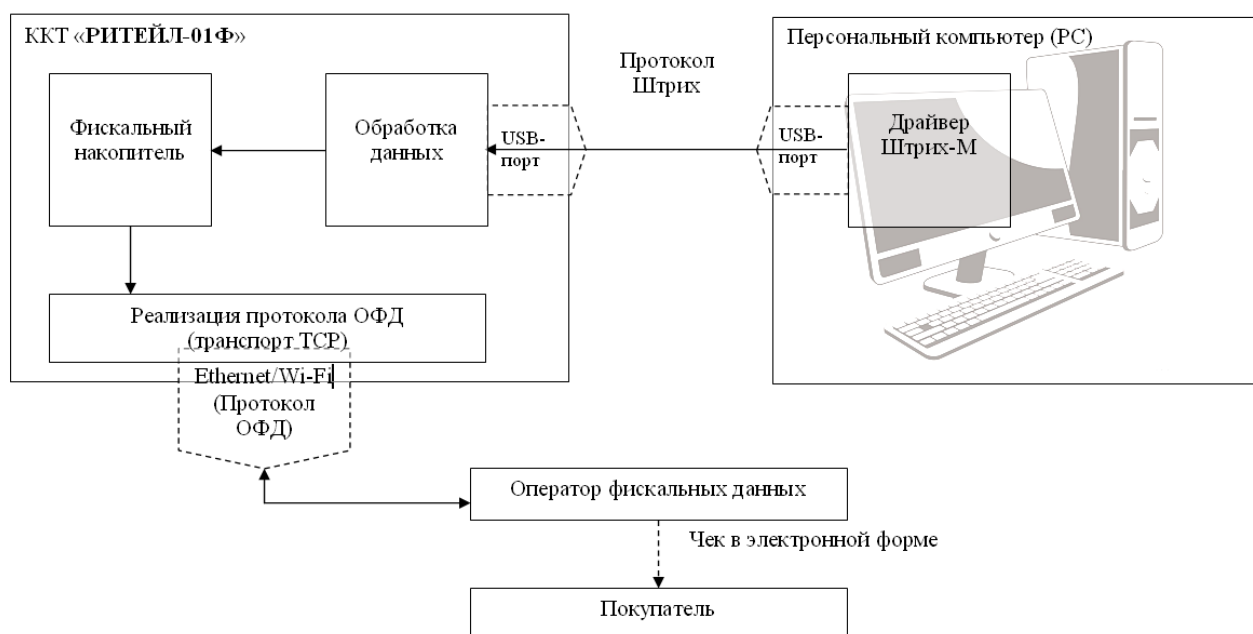 ККТ «РИТЕЙЛ-01Ф»
Персональный компьютер (PC)
Протокол
Штрих
Фискальный
накопитель
Обработка
данных
USB-
порт
USB-
порт
Драйвер
Штрих-М
Реализация протокола ОФД
(транспорт TCP)
Ethernet/Wi-Fi
(Протокол
ОФД)
Оператор фискальных данных
Чек в электронной форме
Покупатель